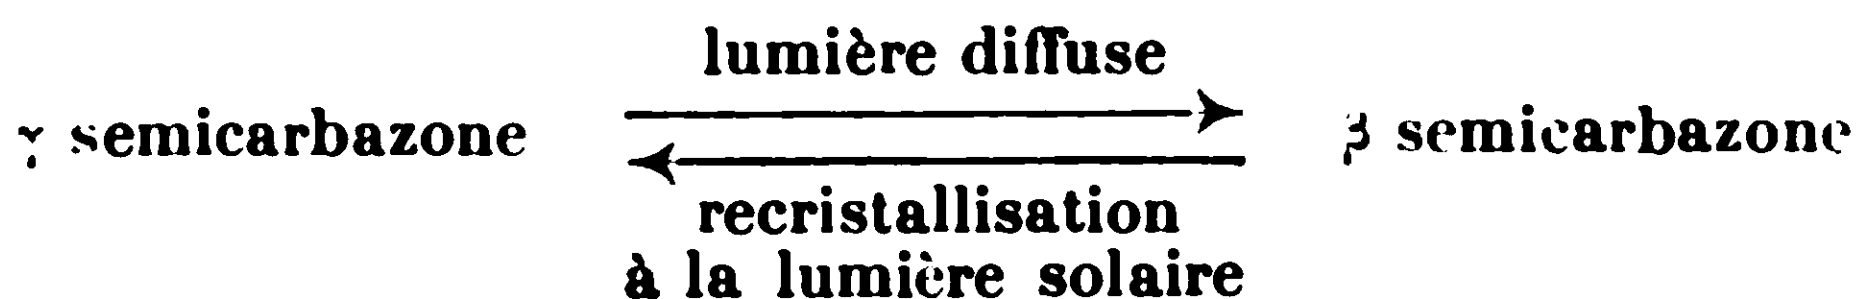 lumière diffuse
γ semicarbazone β semicarbazone
recristallisation
à la lumière solaire